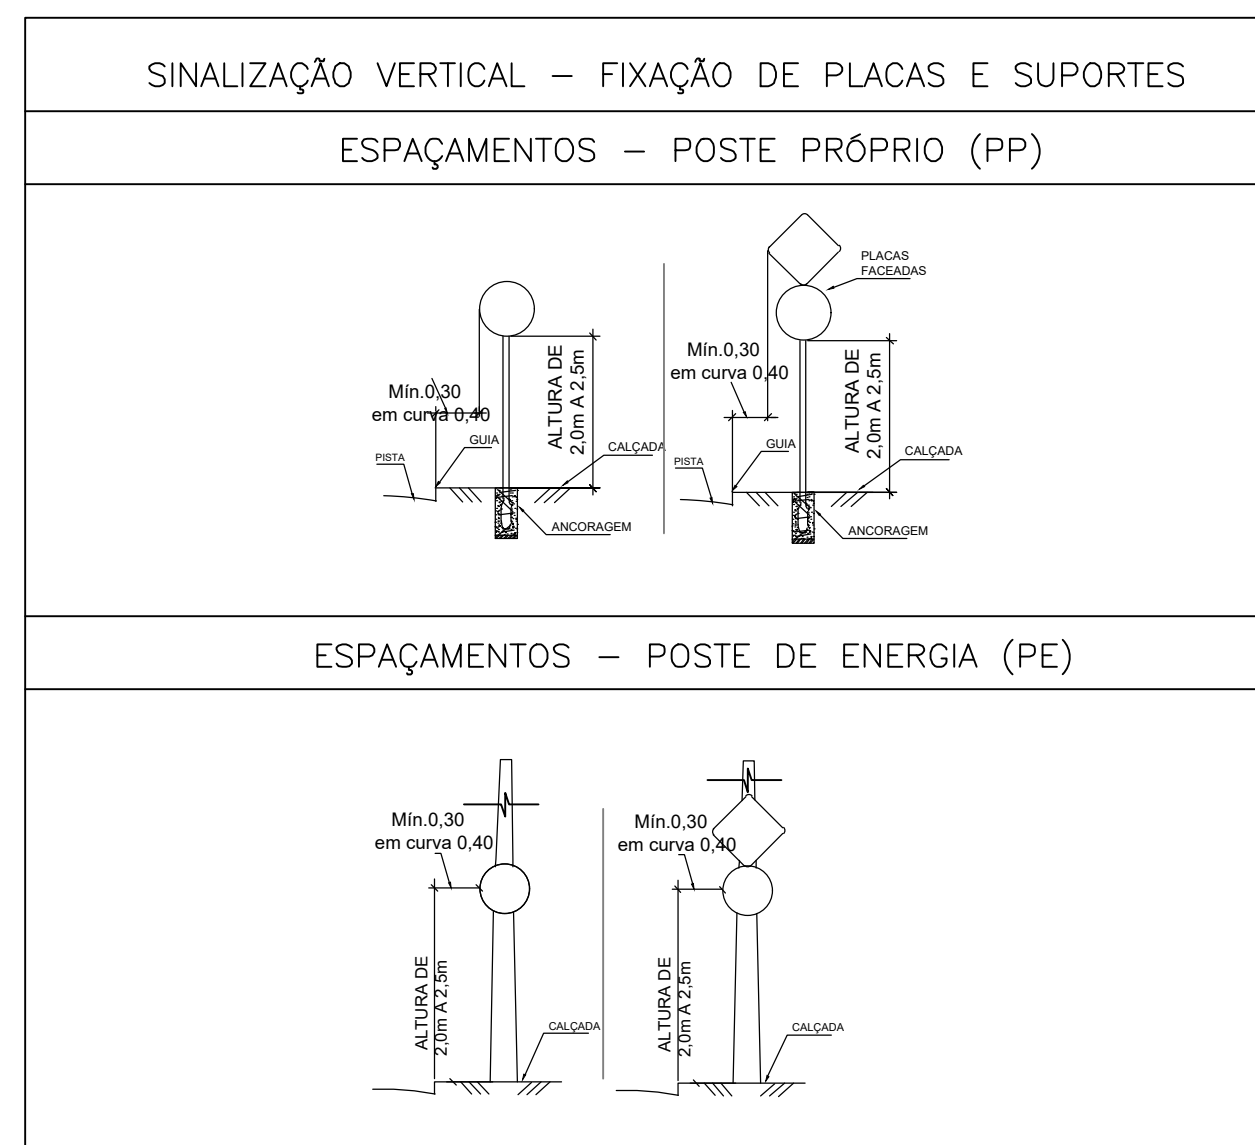 SINALIZAÇÃO VERTICAL – FIXAÇÃO DE PLACAS E SUPORTES
ESPAÇAMENTOS – POSTE PRÓPRIO (PP)
Mín.0,30
em curva 0,40
ALTURA DE
2,0m A 2,5m
PISTA
GUIA
CALÇADA
ANCORAGEM
PLACAS
FACEADAS
Mín.0,30
em curva 0,40
ALTURA DE
2,0m A 2,5m
PISTA
GUIA
CALÇADA
ANCORAGEM
ESPAÇAMENTOS – POSTE DE ENERGIA (PE)
Mín.0,30
em curva 0,40
ALTURA DE
2,0m A 2,5m
CALÇADA
Mín.0,30
em curva 0,40
ALTURA DE
2,0m A 2,5m
CALÇADA